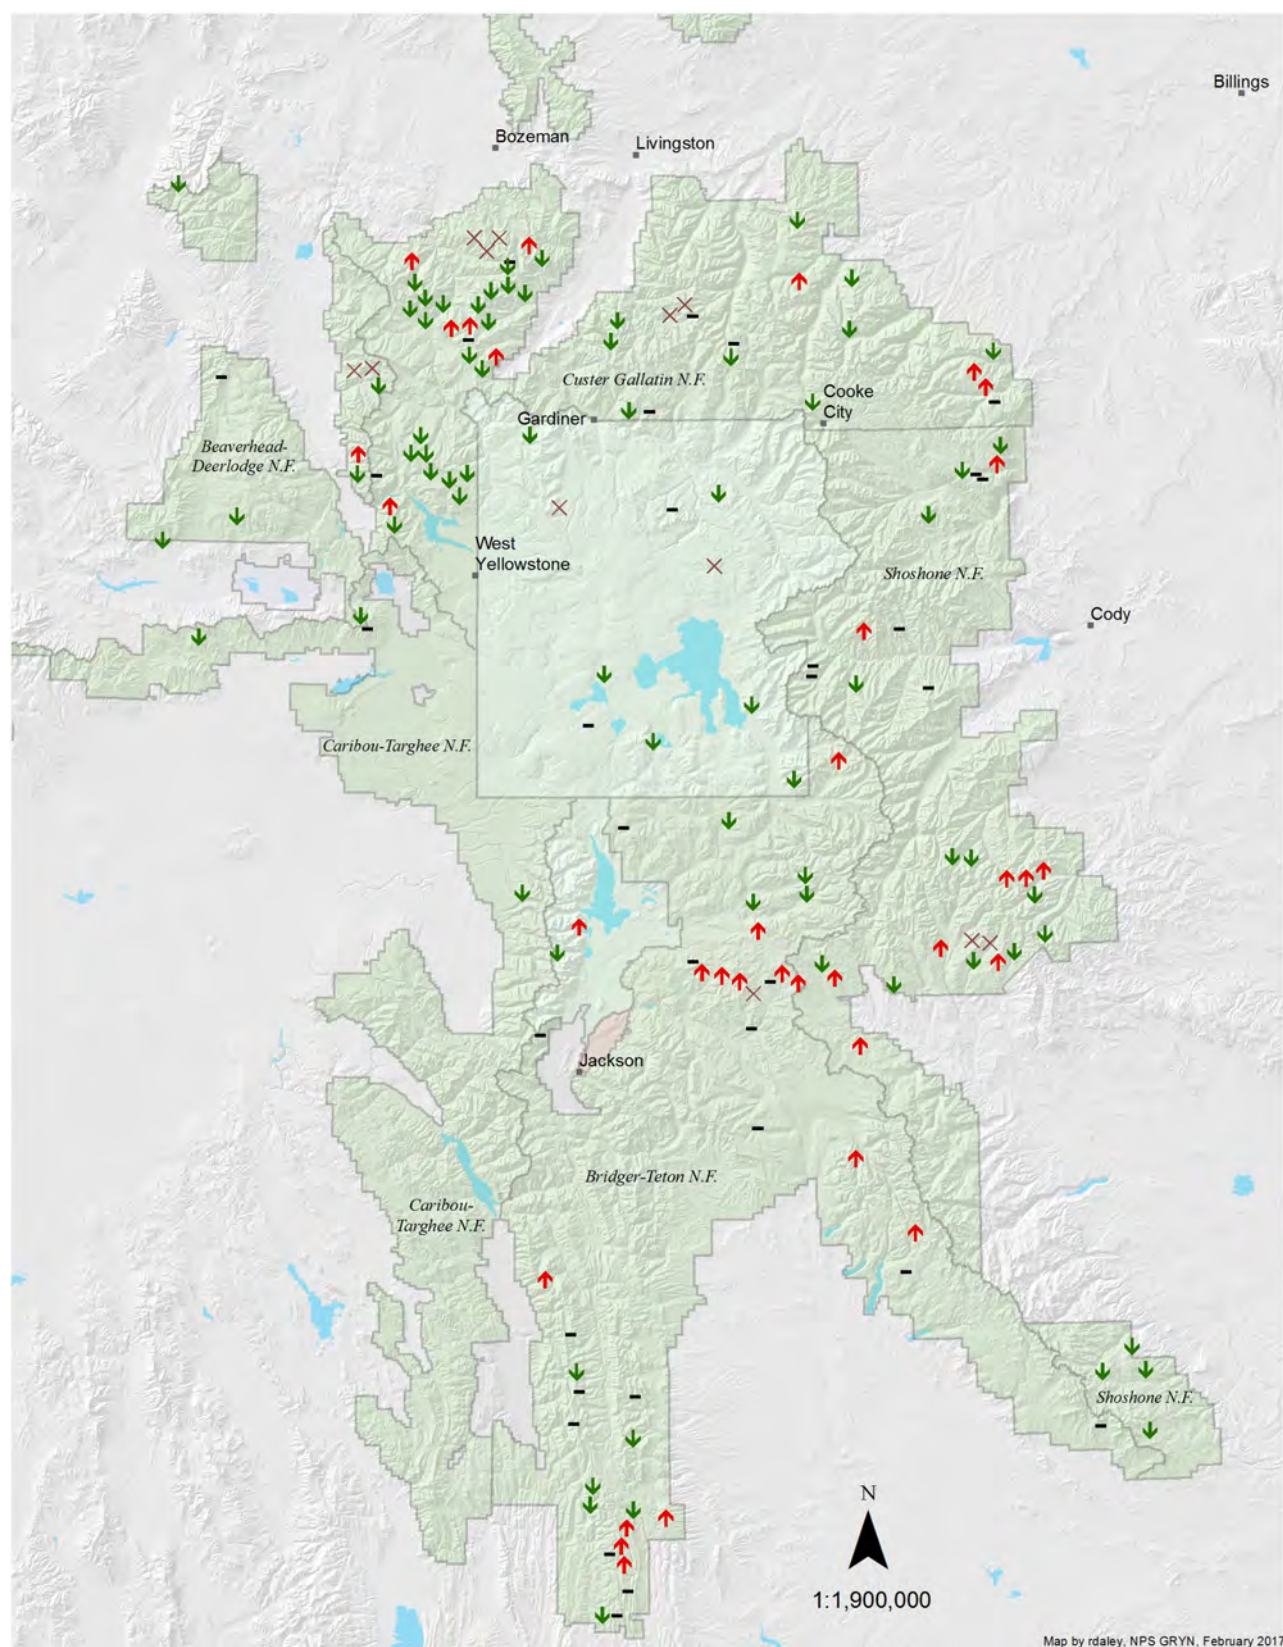 Billings
Bozeman
Livingston
Custer Gallatin N.F.
Cooke
City
Gardiner
Beaverhead-
Deerlodge N.F.
West
Yellowstone
Shoshone N.F.
Cody
Caribou-Targhee N.F.
Jackson
Bridger-Teton N.F.
Caribou-
Targhee N.F.
Shoshone N.F.
N
1:1,900,000
Map by rdaley, NPS GRYN, February 2017